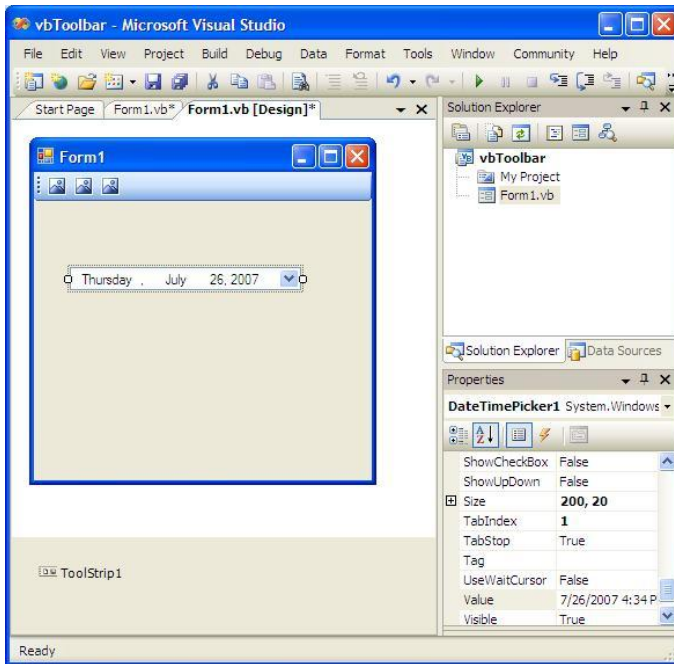 vbToolbar - Microsoft Visual Studio
File Edit View Project Build Debug Data Format Tools Window Community Help
Start Page Form1.vb* Form1.vb [Design]*
Form1
Thursday , July 26, 2007
ToolStrip1
Solution Explorer
vbToolbar
My Project
Form1.vb
Solution Explorer Data Sources
Properties
DateTimePicker1 System.Windows
ShowCheckBox False
ShowUpDown False
Size 200, 20
TabIndex 1
TabStop True
Tag
UseWaitCursor False
Value 7/26/2007 4:34 P
Visible True
Ready